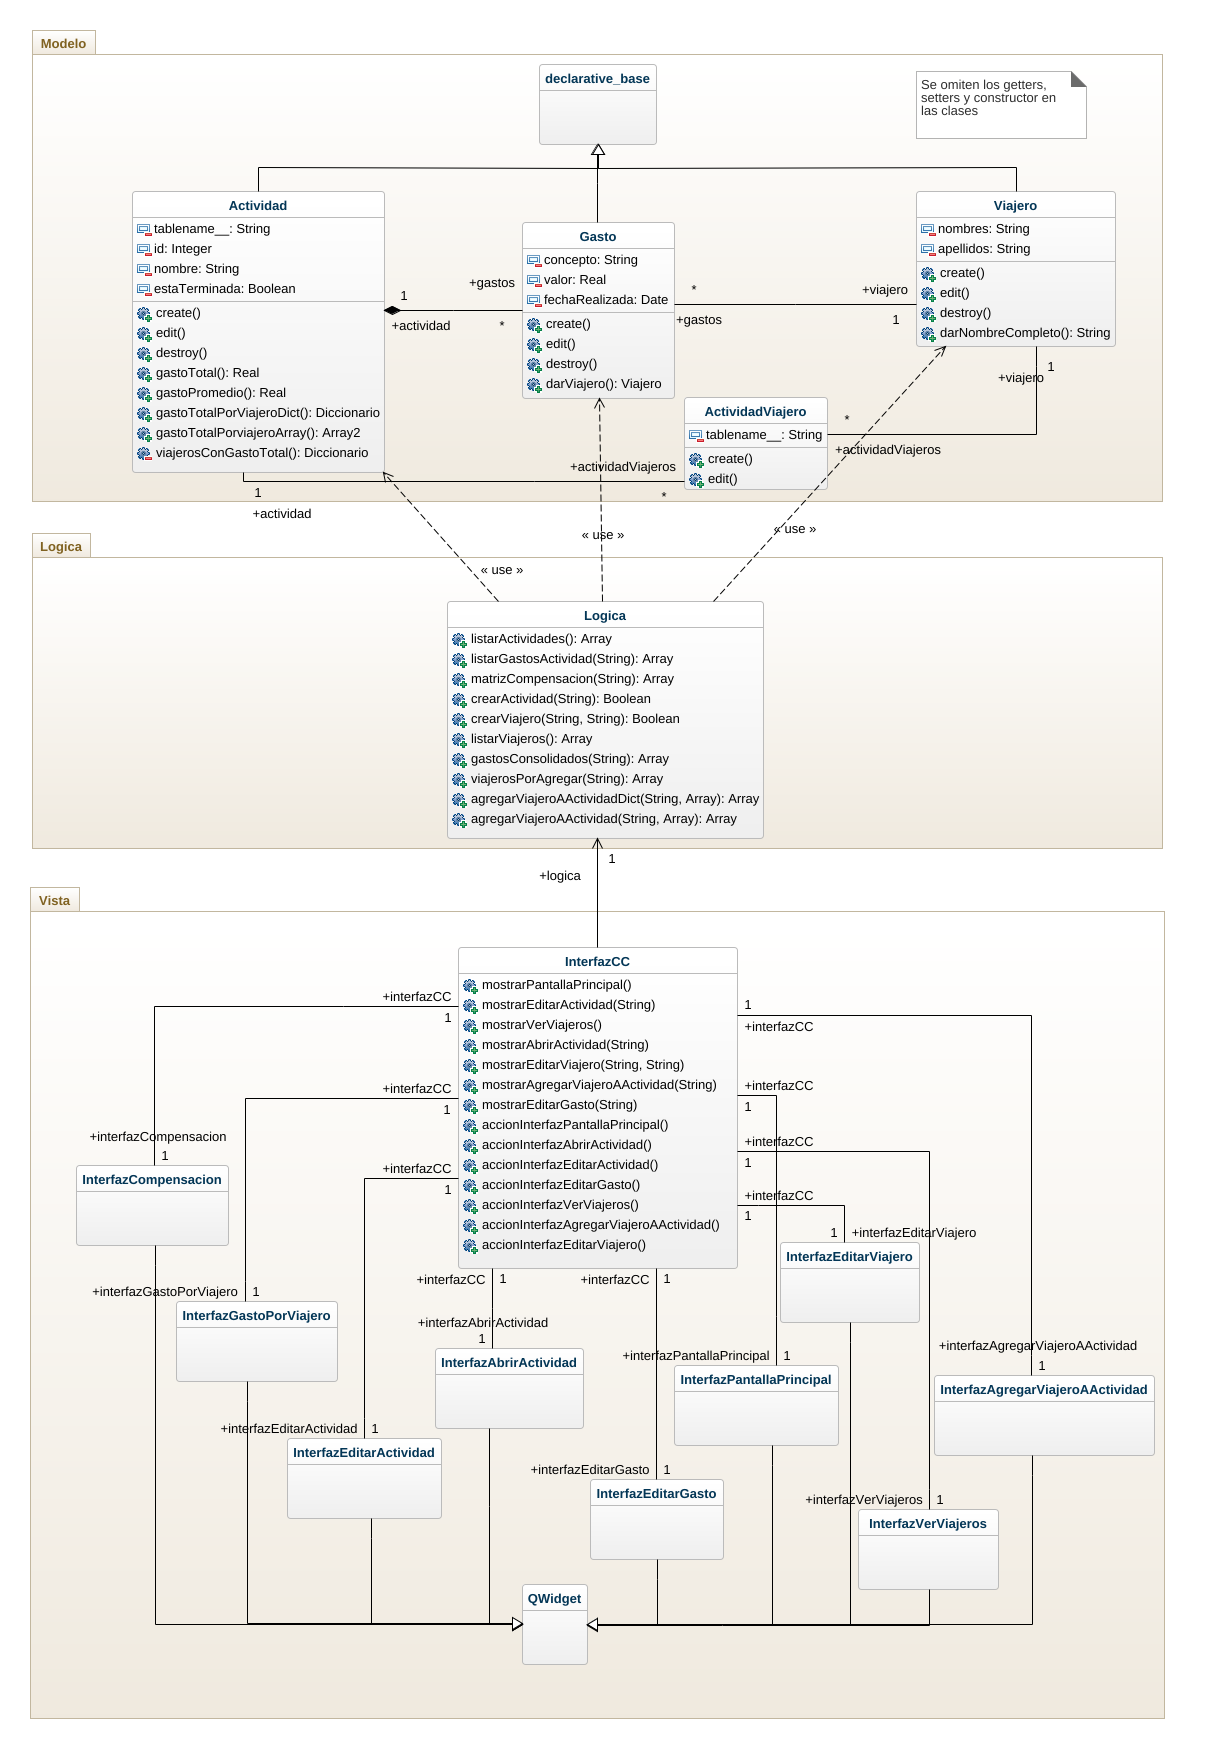 Modelo
declarative_base
Se omiten los getters,
setters y constructor en
las clases
Actividad
tablename__: String
id: Integer
nombre: String
estaTerminada: Boolean
create()
edit()
destroy()
gastoTotal(): Real
gastoPromedio(): Real
gastoTotalPorViajeroDict(): Diccionario
gastoTotalPorviajeroArray(): Array2
viajerosConGastoTotal(): Diccionario
1
+actividad
+gastos
*
Gasto
concepto: String
valor: Real
fechaRealizada: Date
create()
edit()
destroy()
darViajero(): Viajero
*
+gastos
+viajero
1
Viajero
nombres: String
apellidos: String
create()
edit()
destroy()
darNombreCompleto(): String
1
+viajero
*
+actividadViajeros
ActividadViajero
tablename__: String
create()
edit()
+actividadViajeros
*
1
+actividad
« use »
« use »
« use »
Logica
Logica
listarActividades(): Array
listarGastosActividad(String): Array
matrizCompensacion(String): Array
crearActividad(String): Boolean
crearViajero(String, String): Boolean
listarViajeros(): Array
gastosConsolidados(String): Array
viajerosPorAgregar(String): Array
agregarViajeroAActividadDict(String, Array): Array
agregarViajeroAActividad(String, Array): Array
1
+logica
Vista
InterfazCC
mostrarPantallaPrincipal()
mostrarEditarActividad(String)
mostrarVerViajeros()
mostrarAbrirActividad(String)
mostrarEditarViajero(String, String)
mostrarAgregarViajeroAActividad(String)
mostrarEditarGasto(String)
accionInterfazPantallaPrincipal()
accionInterfazAbrirActividad()
accionInterfazEditarActividad()
accionInterfazEditarGasto()
accionInterfazVerViajeros()
accionInterfazAgregarViajeroAActividad()
accionInterfazEditarViajero()
+interfazCC
1
1
+interfazCC
+interfazCC
1
+interfazCC
1
+interfazCC
1
+interfazCC
1
+interfazCC
1
+interfazCC
1
+interfazCC
1
+interfazCompensacion
1
InterfazCompensacion
1
+interfazEditarViajero
InterfazEditarViajero
+interfazGastoPorViajero
1
InterfazGastoPorViajero
+interfazAbrirActividad
1
InterfazAbrirActividad
+interfazPantallaPrincipal
1
InterfazPantallaPrincipal
+interfazAgregarViajeroAActividad
1
InterfazAgregarViajeroAActividad
+interfazEditarActividad
1
InterfazEditarActividad
+interfazEditarGasto
1
InterfazEditarGasto
+interfazVerViajeros
1
InterfazVerViajeros
QWidget